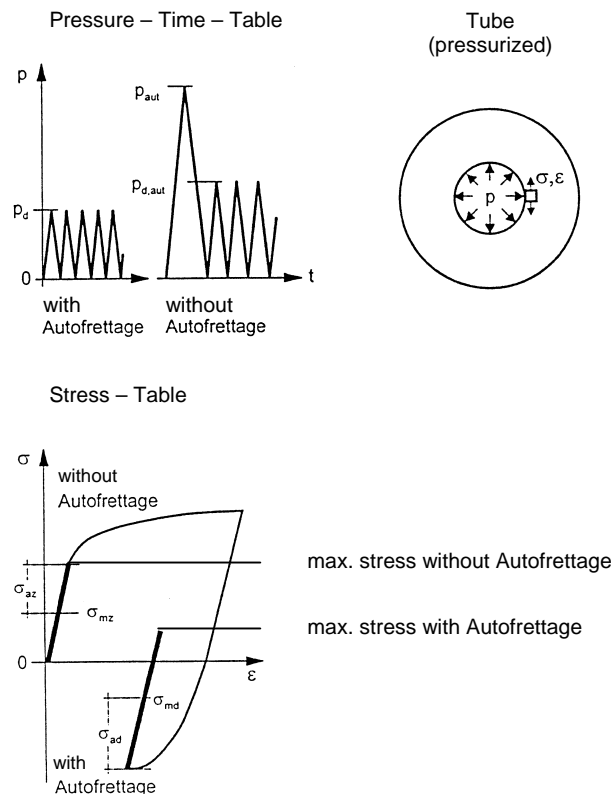 Pressure – Time – Table
Tube
(pressurized)
p
p_aut
p_d,aut
p_d
0
t
with
Autofrettage
without
Autofrettage
p
σ,ε
Stress – Table
σ
without
Autofrettage
σ_az
σ_mz
max. stress without Autofrettage
max. stress with Autofrettage
0
ε
σ_md
σ_ad
with
Autofrettage